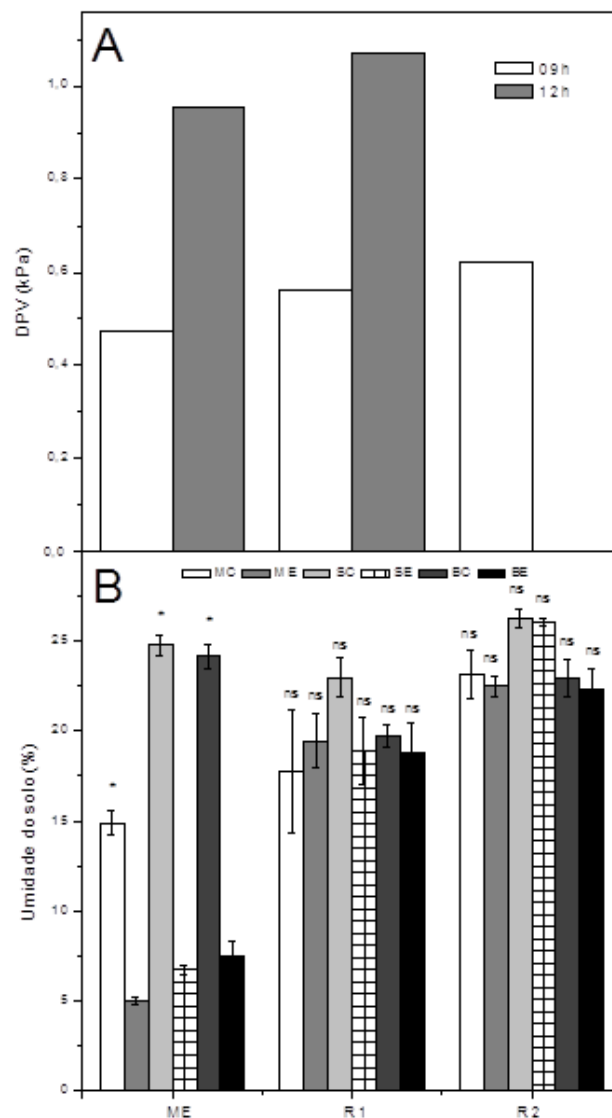 A
09h
12h
1,0
0,8
0,6
0,4
0,2
0,0
DPV (kPa)
B
MC ME SC SE BC BE
* * *
ns ns ns ns ns ns
ns ns ns ns ns ns
25
20
15
10
5
0
Umidade do solo (%)
ME R1 R2